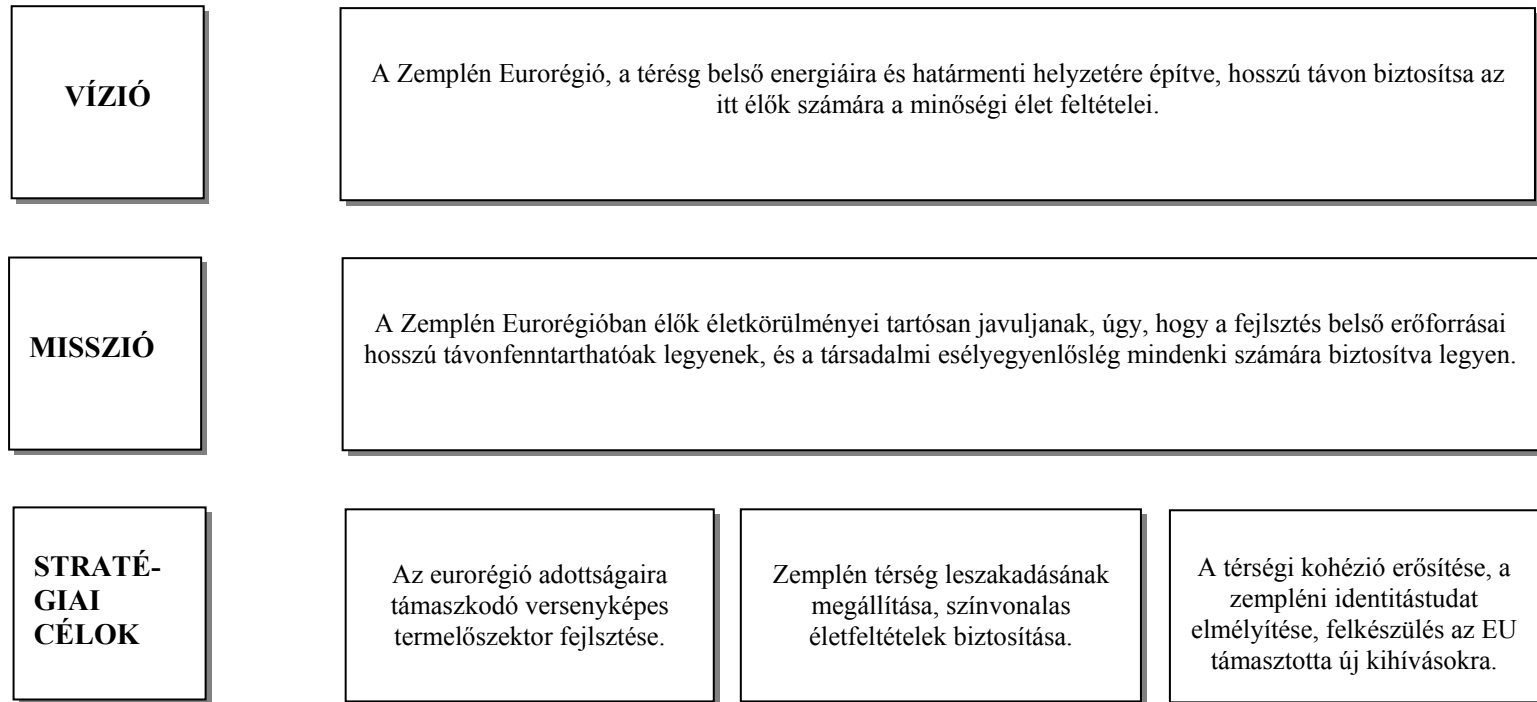 VÍZIÓ
A Zemplén Eurorégió, a térésg belső energiáira és határmenti helyzetére építve, hosszú távon biztosítsa az
itt élők számára a minőségi élet feltételei.
MISSZIÓ
A Zemplén Eurorégióban élők életkörülményei tartósan javuljanak, úgy, hogy a fejlsztés belső erőforrásai
hosszú távonfenntarthatóak legyenek, és a társadalmi esélyegyenlőslég mindenki számára biztosítva legyen.
STRATÉ-
GIAI
CÉLOK
Az eurorégió adottságaira
támaszkodó versenyképes
termelőszektor fejlsztése.
Zemplén térség leszakadásának
megállítása, színvonalas
életfeltételek biztosítása.
A térségi kohézió erősítése, a
zempléni identitástudat
elmélyítése, felkészülés az EU
támasztotta új kihívásokra.